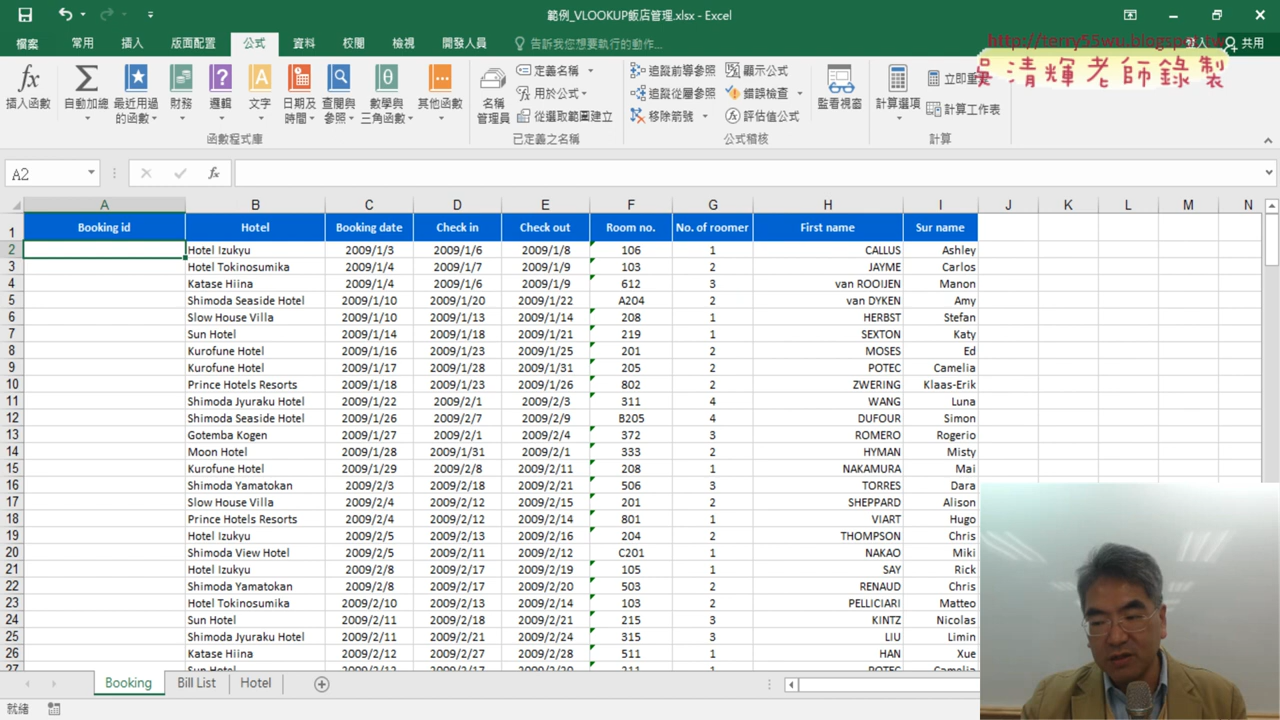 範例_VLOOKUP飯店管理.xlsx - Excel
檔案 常用 插入 版面配置 公式 資料 校閱 檢視 開發人員 告訴我您想要執行的動作... 共用
http://terry55wu.blogspot.tw
吳清輝老師錄製
插入函數 自動加總 最近用過的函數 財務 邏輯 文字 日期及時間 查閱與參照 數學與三角函數 其他函數 名稱管理員 定義名稱 用於公式 從選取範圍建立 追蹤前導參照 追蹤從屬參照 移除箭號 顯示公式 錯誤檢查 評估值公式 監看視窗 計算選項 計算工作表
函數程式庫 已定義之名稱 公式稽核 計算
A2 fx
A B C D E F G H I J K L M N
1 Booking id Hotel Booking date Check in Check out Room no. No. of roomer First name Sur name
2 Hotel Izukyu 2009/1/3 2009/1/6 2009/1/8 106 1 CALLUS Ashley
3 Hotel Tokinosumika 2009/1/4 2009/1/7 2009/1/9 103 2 JAYME Carlos
4 Katase Hiina 2009/1/4 2009/1/6 2009/1/9 612 3 van ROOIJEN Manon
5 Shimoda Seaside Hotel 2009/1/10 2009/1/20 2009/1/22 A204 2 van DYKEN Amy
6 Slow House Villa 2009/1/10 2009/1/13 2009/1/14 208 1 HERBST Stefan
7 Sun Hotel 2009/1/14 2009/1/18 2009/1/21 219 1 SEXTON Katy
8 Kurofune Hotel 2009/1/16 2009/1/23 2009/1/25 201 2 MOSES Ed
9 Kurofune Hotel 2009/1/17 2009/1/28 2009/1/31 205 2 POTEC Camelia
10 Prince Hotels Resorts 2009/1/18 2009/1/23 2009/1/26 802 2 ZWERING Klaas-Erik
11 Shimoda Jyuraku Hotel 2009/1/22 2009/2/1 2009/2/3 311 4 WANG Luna
12 Shimoda Seaside Hotel 2009/1/26 2009/2/7 2009/2/9 B205 4 DUFOUR Simon
13 Gotemba Kogen 2009/1/27 2009/2/1 2009/2/4 372 3 ROMERO Rogerio
14 Moon Hotel 2009/1/28 2009/1/31 2009/2/1 333 2 HYMAN Misty
15 Kurofune Hotel 2009/1/29 2009/2/8 2009/2/11 208 1 NAKAMURA Mai
16 Shimoda Yamatokan 2009/2/3 2009/2/18 2009/2/21 506 3 TORRES Dara
17 Slow House Villa 2009/2/4 2009/2/12 2009/2/15 201 2 SHEPPARD Alison
18 Prince Hotels Resorts 2009/2/4 2009/2/12 2009/2/14 801 1 VIART Hugo
19 Hotel Izukyu 2009/2/5 2009/2/13 2009/2/16 204 2 THOMPSON Chris
20 Shimoda View Hotel 2009/2/5 2009/2/11 2009/2/12 C201 1 NAKAO Miki
21 Hotel Izukyu 2009/2/8 2009/2/17 2009/2/19 105 1 SAY Rick
22 Shimoda Yamatokan 2009/2/8 2009/2/17 2009/2/20 503 2 RENAUD Chris
23 Hotel Tokinosumika 2009/2/10 2009/2/13 2009/2/14 103 2 PELLICIARI Matteo
24 Sun Hotel 2009/2/11 2009/2/18 2009/2/21 215 3 KINTZ Nicolas
25 Shimoda Jyuraku Hotel 2009/2/11 2009/2/21 2009/2/24 315 3 LIU Limin
26 Katase Hiina 2009/2/12 2009/2/27 2009/2/28 511 1 HAN Xue
27 Sun Hotel 2009/2/12 2009/2/17 2009/2/20 211 1 POTEC Camelia
Booking Bill List Hotel
就緒